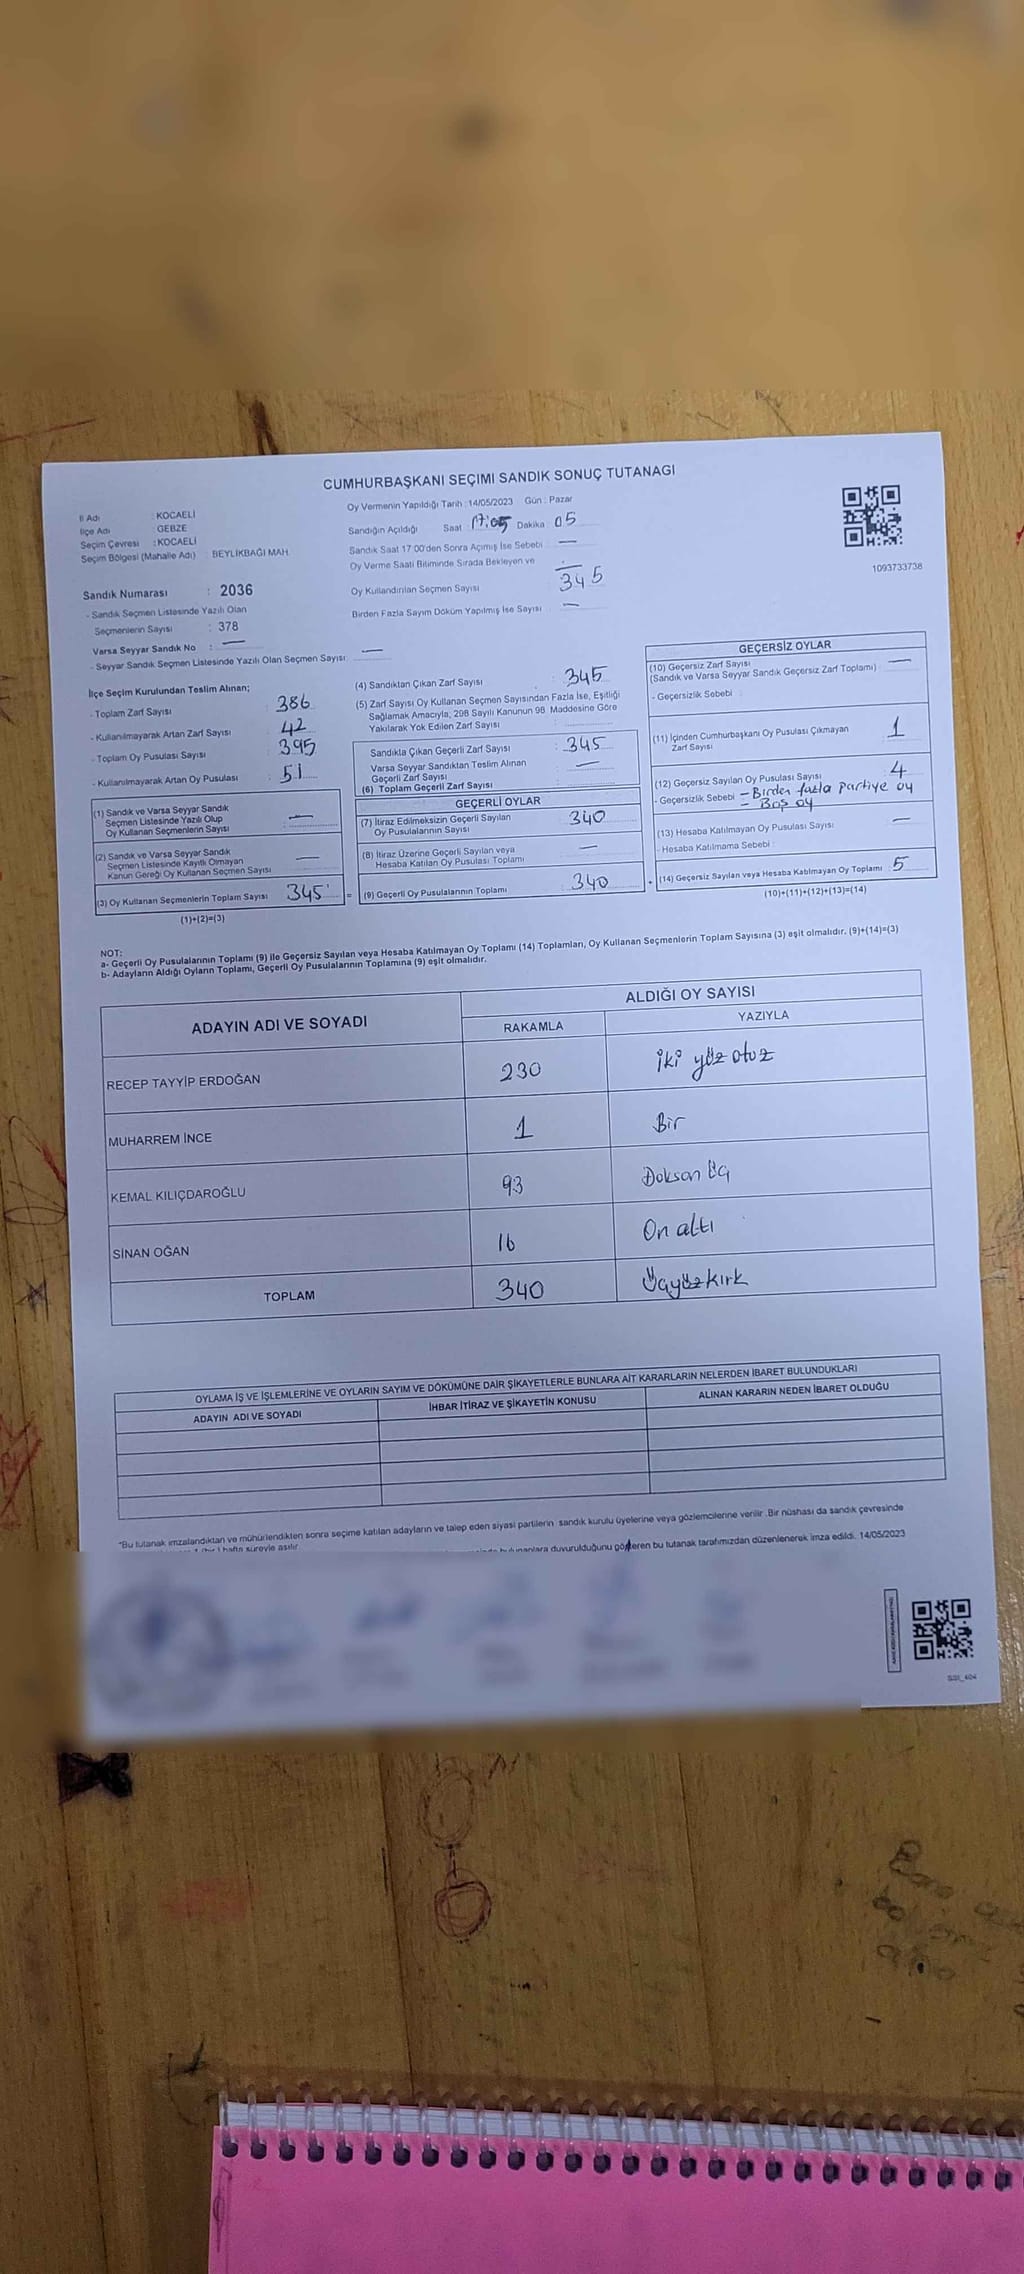 CUMHURBAŞKANI SEÇİMİ SANDIK SONUÇ TUTANAĞI
İl Adı : KOCAELİ
İlçe Adı : GEBZE
Seçim Çevresi : KOCAELİ
Seçim Bölgesi (Mahalle Adı) : BEYLİKBAĞI MAH.
Sandık Numarası : 2036
- Sandık Seçmen Listesinde Yazılı Olan
Seçmenlerin Sayısı : 378
Varsa Seyyar Sandık No : —
- Seyyar Sandık Seçmen Listesinde Yazılı Olan Seçmen Sayısı: —
Oy Vermenin Yapıldığı Tarih : 14/05/2023 Gün : Pazar
Sandığın Açıldığı Saat 17:05 Dakika 05
Sandık Saat 17:00'den Sonra Açımış İse Sebebi : —
Oy Verme Saati Bitiminde Sırada Bekleyen ve
Oy Kullandırılan Seçmen Sayısı 345
Birden Fazla Sayım Döküm Yapılmış İse Sayısı : —
1093733738
İlçe Seçim Kurulundan Teslim Alınan;
- Toplam Zarf Sayısı : 386
- Kullanılmayarak Artan Zarf Sayısı : 42
- Toplam Oy Pusulası Sayısı : 395
- Kullanılmayarak Artan Oy Pusulası : 51
(1) Sandık ve Varsa Seyyar Sandık
Seçmen Listesinde Yazılı Olup
Oy Kullanan Seçmenlerin Sayısı : —
(2) Sandık ve Varsa Seyyar Sandık
Seçmen Listesinde Kayıtlı Olmayan
Kanun Gereği Oy Kullanan Seçmen Sayısı —
(3) Oy Kullanan Seçmenlerin Toplam Sayısı 345 =
(1)+(2)=(3)
(4) Sandıktan Çıkan Zarf Sayısı : 345
(5) Zarf Sayısı Oy Kullanan Seçmen Sayısından Fazla İse, Eşitliği
Sağlamak Amacıyla, 298 Sayılı Kanunun 98. Maddesine Göre
Yakılarak Yok Edilen Zarf Sayısı :
Sandıkta Çıkan Geçerli Zarf Sayısı : 345
Varsa Seyyar Sandıktan Teslim Alınan
Geçerli Zarf Sayısı : —
(6) Toplam Geçerli Zarf Sayısı :
GEÇERLİ OYLAR
(7) İtiraz Edilmeksizin Geçerli Sayılan
Oy Pusulalarının Sayısı 340
(8) İtiraz Üzerine Geçerli Sayılan veya
Hesaba Katılan Oy Pusulası Toplamı —
(9) Geçerli Oy Pusulalarının Toplamı 340
GEÇERSİZ OYLAR
(10) Geçersiz Zarf Sayısı
(Sandık ve Varsa Seyyar Sandık Geçersiz Zarf Toplamı) —
- Geçersizlik Sebebi :
(11) İçinden Cumhurbaşkanı Oy Pusulası Çıkmayan
Zarf Sayısı 1
(12) Geçersiz Sayılan Oy Pusulası Sayısı 4
- Geçersizlik Sebebi = Birden fazla partiye oy
= Boş oy
(13) Hesaba Katılmayan Oy Pusulası Sayısı —
- Hesaba Katılmama Sebebi :
(14) Geçersiz Sayılan veya Hesaba Katılmayan Oy Toplamı 5
(10)+(11)+(12)+(13)=(14)
NOT:
a- Geçerli Oy Pusulalarının Toplamı (9) ile Geçersiz Sayılan veya Hesaba Katılmayan Oy Toplamı (14) Toplamları, Oy Kullanan Seçmenlerin Toplam Sayısına (3) eşit olmalıdır. (9)+(14)=(3)
b- Adayların Aldığı Oyların Toplamı, Geçerli Oy Pusulalarının Toplamına (9) eşit olmalıdır.
ADAYIN ADI VE SOYADI
ALDIĞI OY SAYISI
RAKAMLA YAZIYLA
RECEP TAYYİP ERDOĞAN 230 iki yüz otuz
MUHARREM İNCE 1 Bir
KEMAL KILIÇDAROĞLU 93 Doksan üç
SİNAN OĞAN 16 On altı
TOPLAM 340 Üçyüzkırk
OYLAMA İŞ VE İŞLEMLERİNE VE OYLARIN SAYIM VE DÖKÜMÜNE DAİR ŞİKAYETLERLE BUNLARA AİT KARARLARIN NELERDEN İBARET BULUNDUKLARI
ADAYIN ADI VE SOYADI İHBAR İTİRAZ VE ŞİKAYETİN KONUSU ALINAN KARARIN NEDEN İBARET OLDUĞU
*Bu tutanak imzalandıktan ve mühürlendikten sonra seçime katılan adayların ve talep eden siyasi partilerin sandık kurulu üyelerine veya gözlemcilerine verilir. Bir nüshası da sandık çevresinde
hafta süreyle asılır. bulunanlara duyurulduğunu gösteren bu tutanak tarafımızdan düzenlenerek imza edildi. 14/05/2023